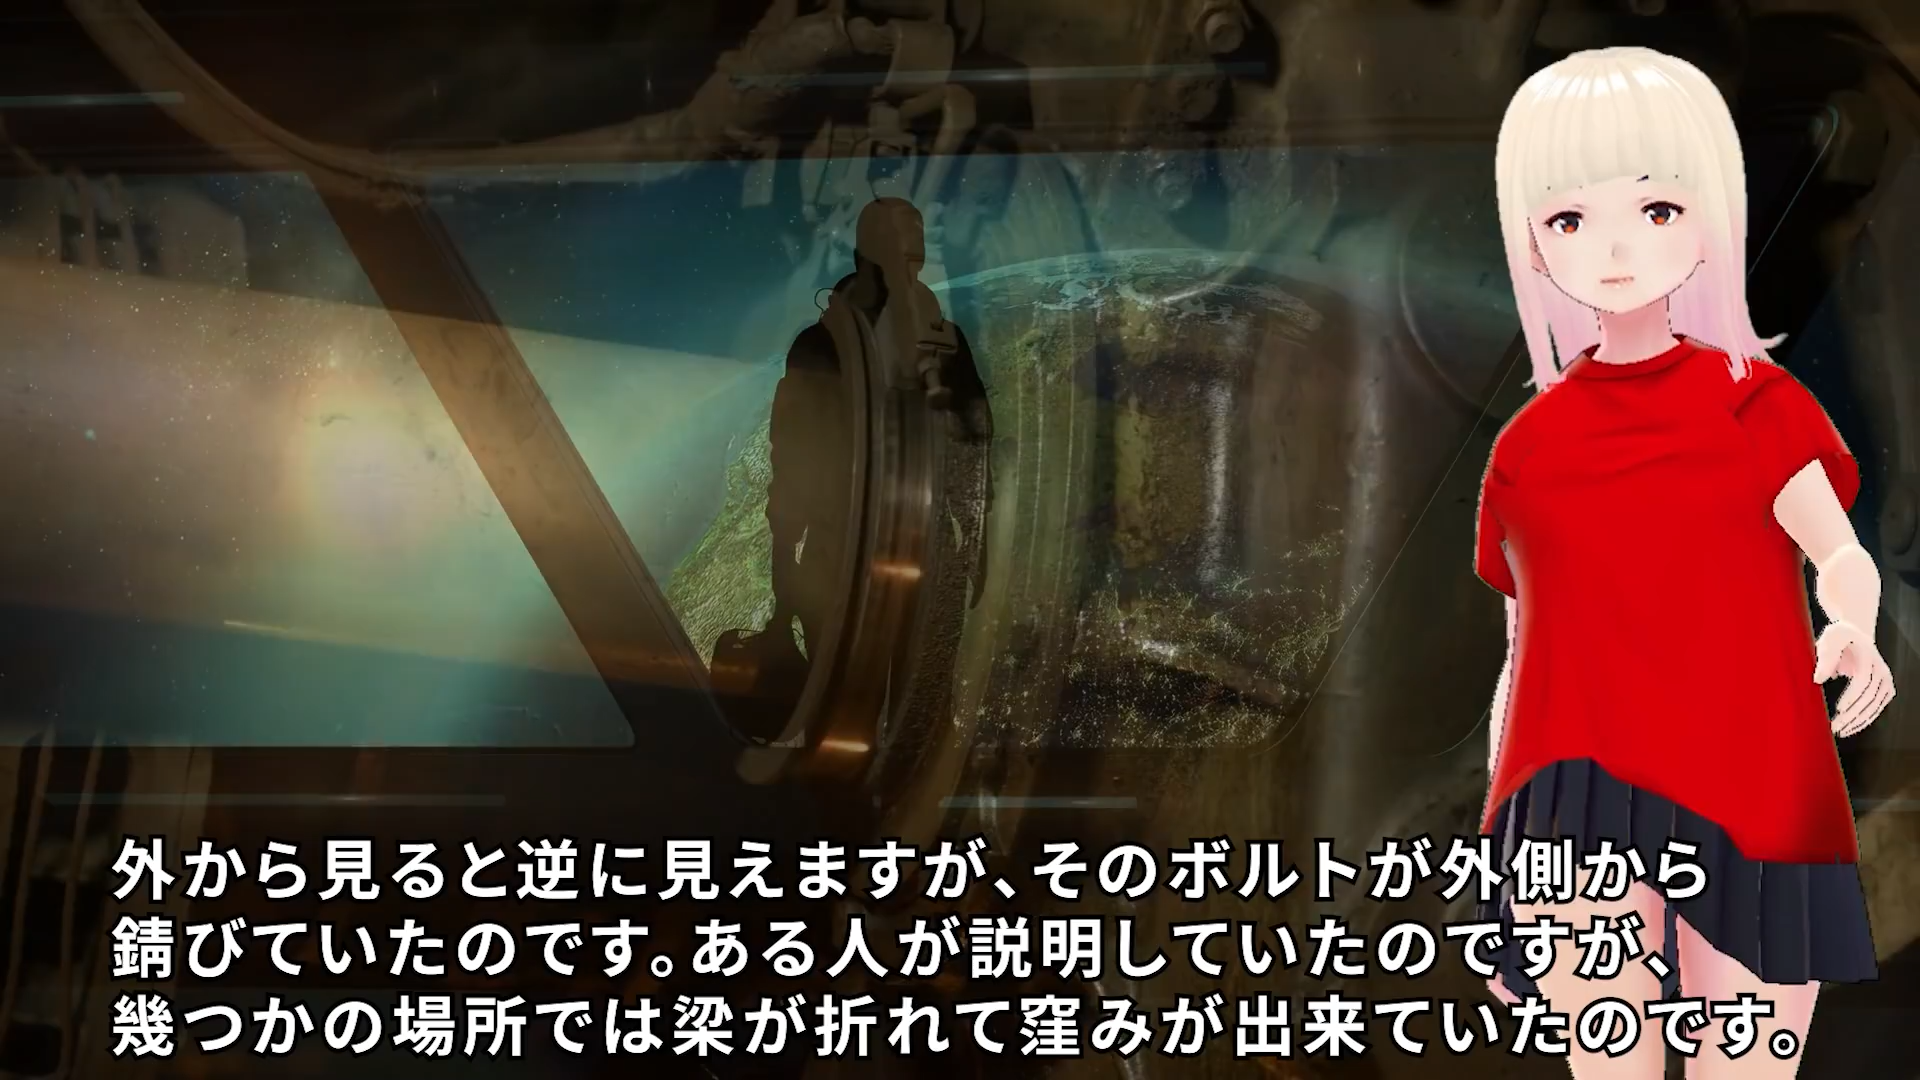 外から見ると逆に見えますが、そのボルトが外側から
錆びていたのです。ある人が説明していたのですが、
幾つかの場所では梁が折れて窪みが出来ていたのです。